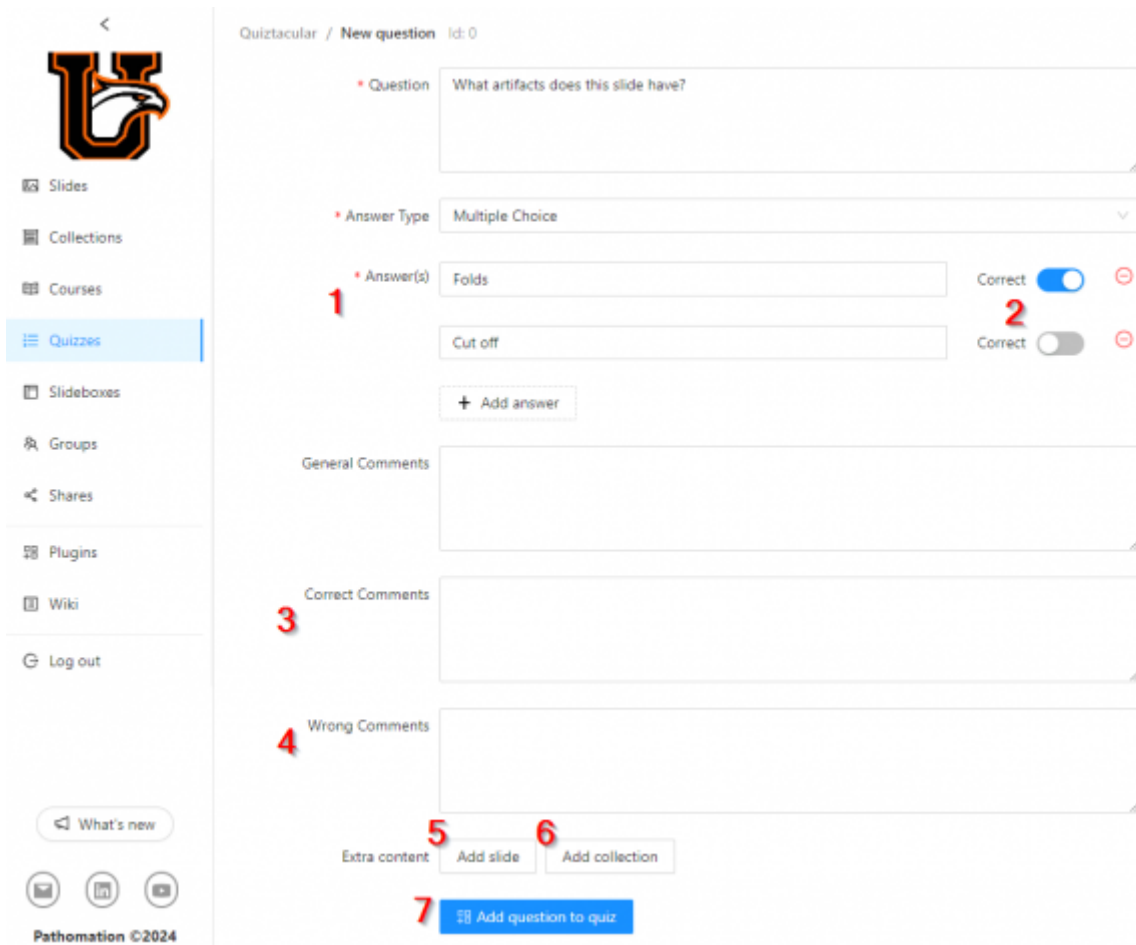 Quiztacular / New question Id: 0
* Question What artifacts does this slide have?
* Answer Type Multiple Choice
* Answer(s) Folds Correct
1
2
Cut off Correct
+ Add answer
General Comments
Correct Comments
3
Wrong Comments
4
5 6
Extra content Add slide Add collection
7 Add question to quiz
U
Slides
Collections
Courses
Quizzes
Slideboxes
Groups
Shares
Plugins
Wiki
Log out
What's new
in
Pathomation ©2024